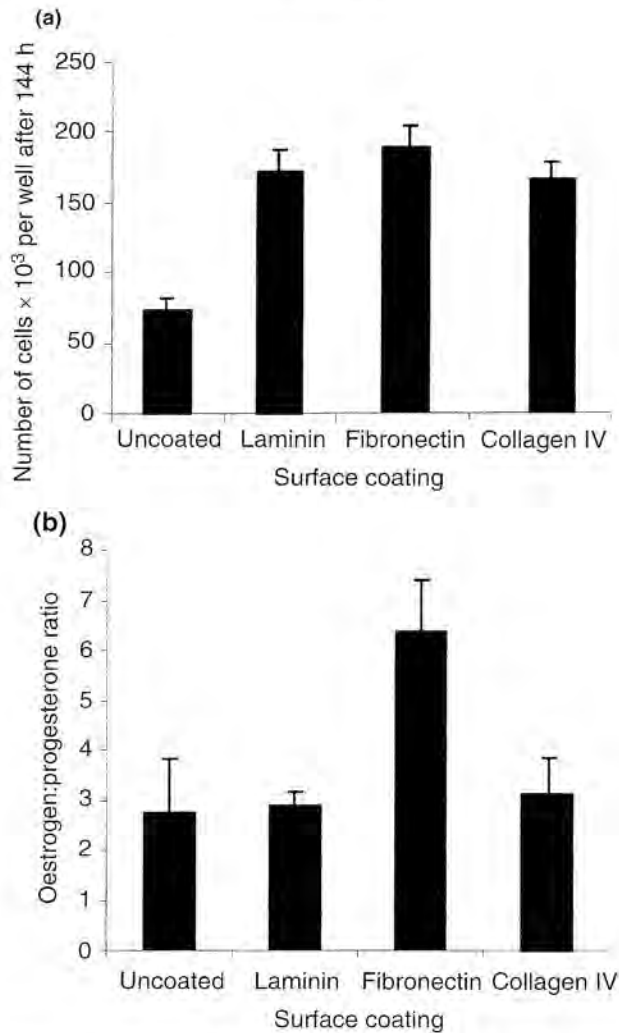 (a)
Number of cells × 10³ per well after 144 h
250
200
150
100
50
0
Uncoated Laminin Fibronectin Collagen IV
Surface coating
(b)
Oestrogen:progesterone ratio
8
7
6
5
4
3
2
1
0
Uncoated Laminin Fibronectin Collagen IV
Surface coating